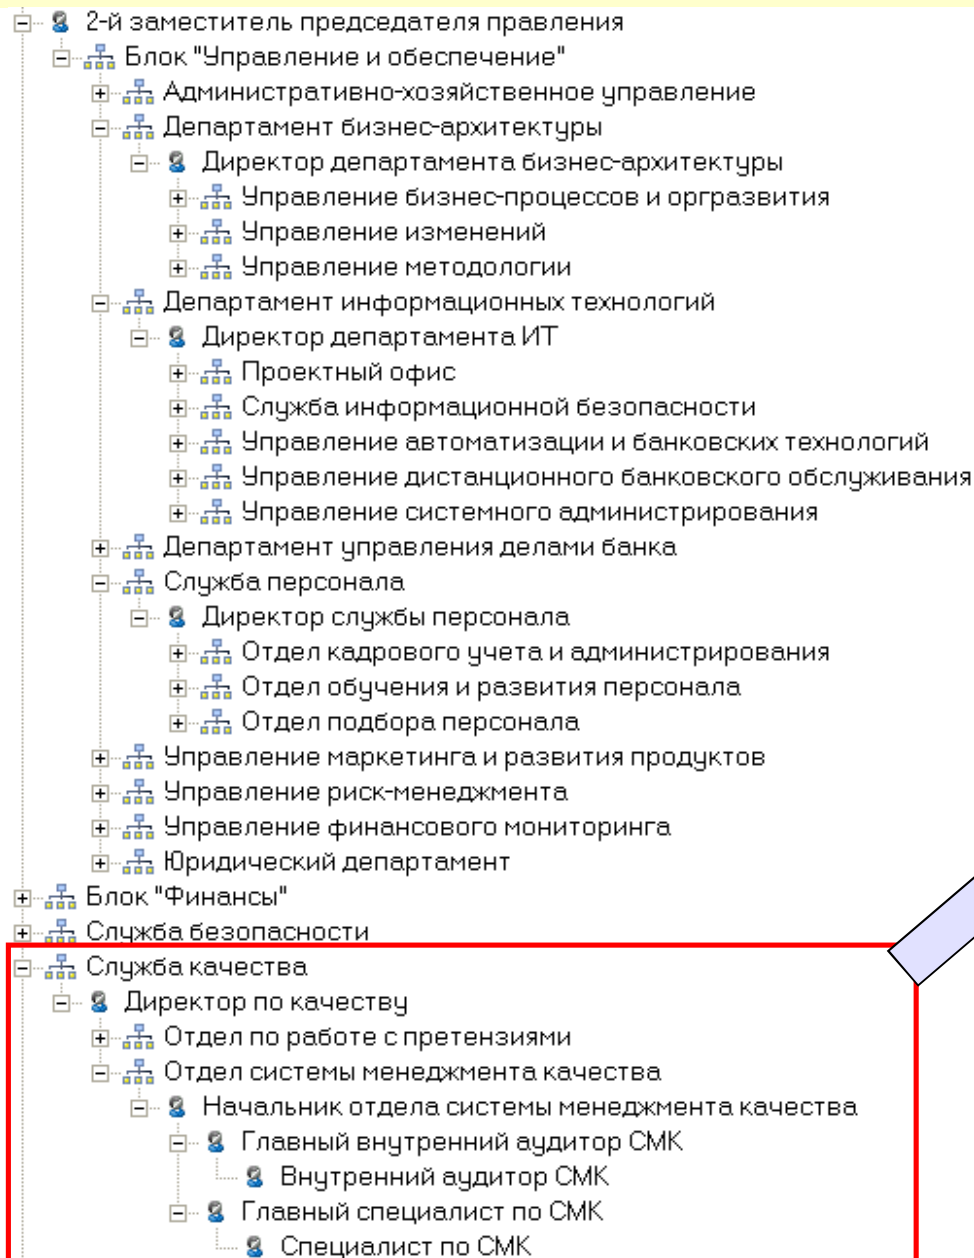 2-й заместитель председателя правления
Блок "Управление и обеспечение"
Административно-хозяйственное управление
Департамент бизнес-архитектуры
Директор департамента бизнес-архитектуры
Управление бизнес-процессов и оргразвития
Управление изменений
Управление методологии
Департамент информационных технологий
Директор департамента ИТ
Проектный офис
Служба информационной безопасности
Управление автоматизации и банковских технологий
Управление дистанционного банковского обслуживания
Управление системного администрирования
Департамент управления делами банка
Служба персонала
Директор службы персонала
Отдел кадрового учета и администрирования
Отдел обучения и развития персонала
Отдел подбора персонала
Управление маркетинга и развития продуктов
Управление риск-менеджмента
Управление финансового мониторинга
Юридический департамент
Блок "Финансы"
Служба безопасности
Служба качества
Директор по качеству
Отдел по работе с претензиями
Отдел системы менеджмента качества
Начальник отдела системы менеджмента качества
Главный внутренний аудитор СМК
Внутренний аудитор СМК
Главный специалист по СМК
Специалист по СМК